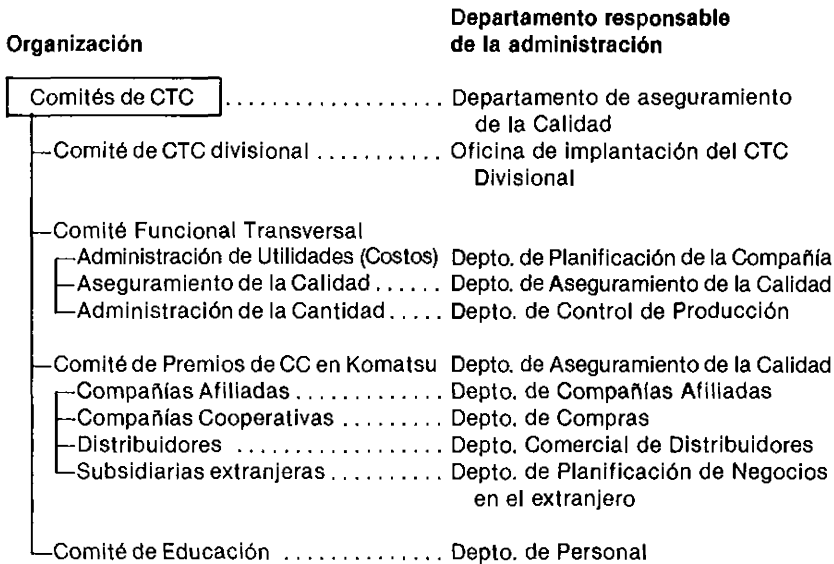 Organización Departamento responsable
de la administración
Comités de CTC .................... Departamento de aseguramiento
de la Calidad
Comité de CTC divisional ........... Oficina de implantación del CTC
Divisional
Comité Funcional Transversal
Administración de Utilidades (Costos) Depto. de Planificación de la Compañía
Aseguramiento de la Calidad ...... Depto. de Aseguramiento de la Calidad
Administración de la Cantidad ..... Depto. de Control de Producción
Comité de Premios de CC en Komatsu Depto. de Aseguramiento de la Calidad
Compañías Afiliadas .............. Depto. de Compañías Afiliadas
Compañías Cooperativas ......... Depto. de Compras
Distribuidores ................. Depto. Comercial de Distribuidores
Subsidiarias extranjeras .......... Depto. de Planificación de Negocios
en el extranjero
Comité de Educación .............. Depto. de Personal